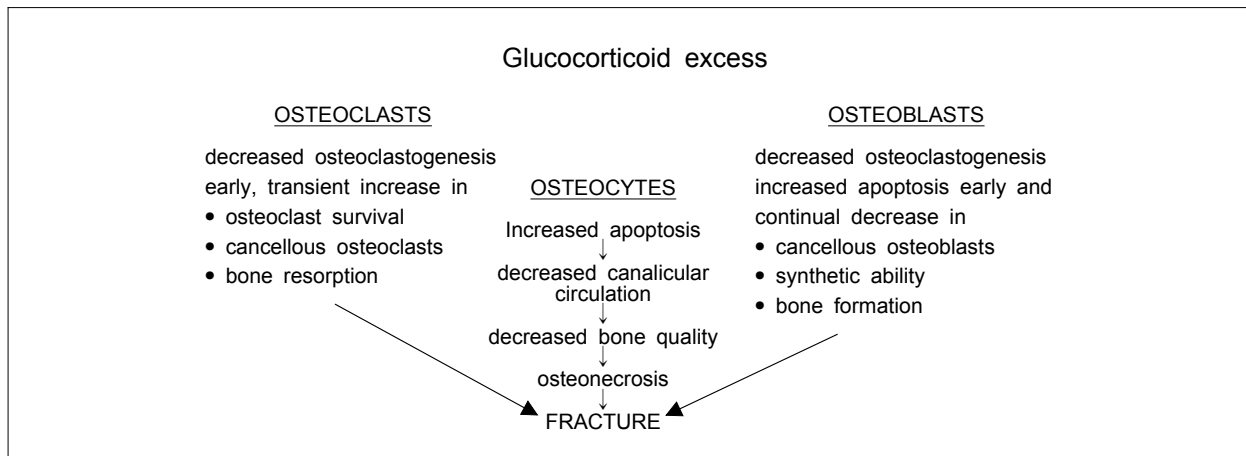 Glucocorticoid excess
OSTEOCLASTS
decreased osteoclastogenesis
early, transient increase in
• osteoclast survival
• cancellous osteoclasts
• bone resorption
OSTEOCYTES
Increased apoptosis
decreased canalicular
circulation
decreased bone quality
osteonecrosis
FRACTURE
OSTEOBLASTS
decreased osteoclastogenesis
increased apoptosis early and
continual decrease in
• cancellous osteoblasts
• synthetic ability
• bone formation